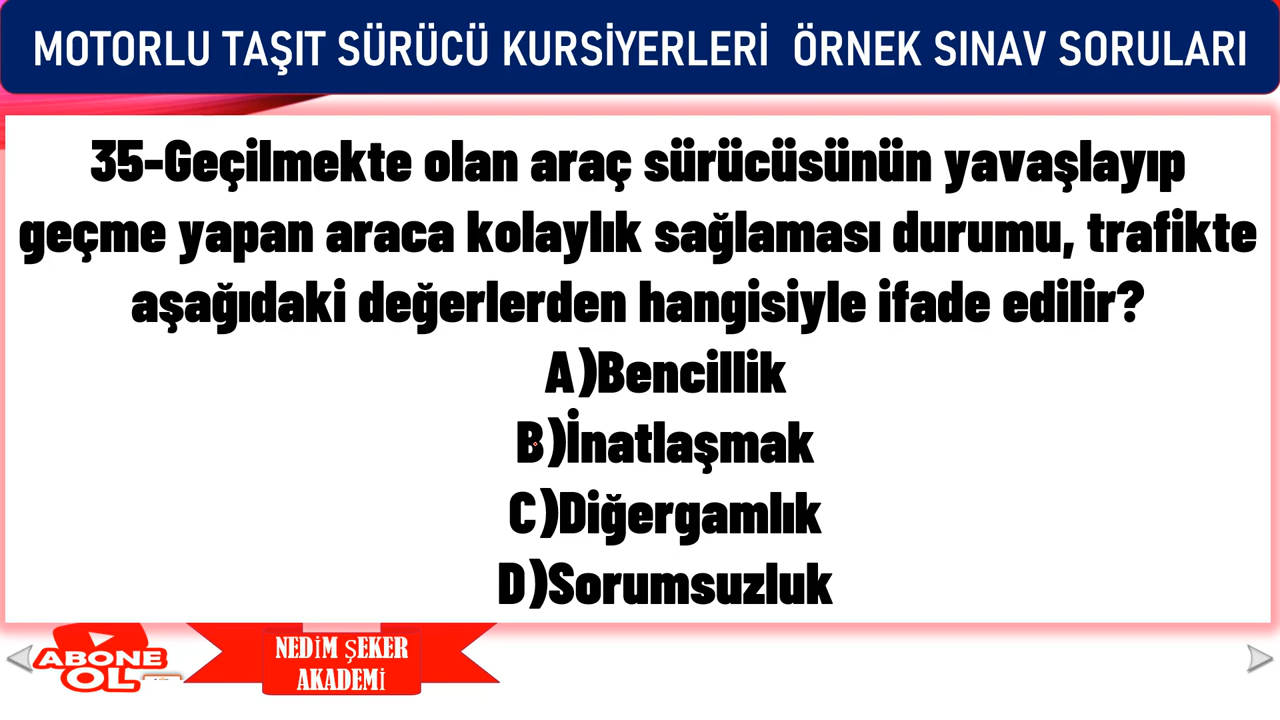 MOTORLU TAŞIT SÜRÜCÜ KURSİYERLERİ ÖRNEK SINAV SORULARI
35-Geçilmekte olan araç sürücüsünün yavaşlayıp
geçme yapan araca kolaylık sağlaması durumu, trafikte
aşağıdaki değerlerden hangisiyle ifade edilir?
A)Bencillik
B)İnatlaşmak
C)Diğergamlık
D)Sorumsuzluk
ABONE
OL
NEDİM ŞEKER
AKADEMİ